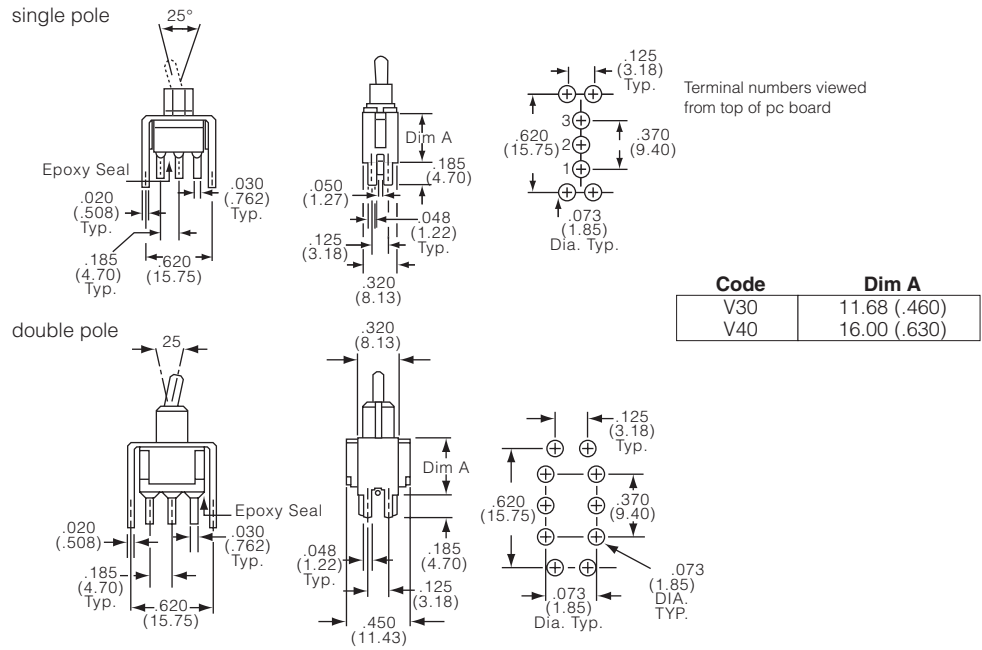 single pole
25°
Epoxy Seal
.020
(.508)
Typ.
.030
(.762)
Typ.
.185
(4.70)
Typ.
.620
(15.75)
Dim A
.185
(4.70)
.050
(1.27)
.048
(1.22)
Typ.
.125
(3.18)
.320
(8.13)
.125
(3.18)
Typ.
Terminal numbers viewed
from top of pc board
3
2
1
.620
(15.75)
.370
(9.40)
.073
(1.85)
Dia. Typ.
Code Dim A
V30 11.68 (.460)
V40 16.00 (.630)
double pole
25
Epoxy Seal
.020
(.508)
.030
(.762)
Typ.
.185
(4.70)
Typ.
.620
(15.75)
.320
(8.13)
Dim A
.048
(1.22)
Typ.
.185
(4.70)
.125
(3.18)
.450
(11.43)
.125
(3.18)
Typ.
.620
(15.75)
.370
(9.40)
.073
(1.85)
DIA.
TYP.
.073
(1.85)
Dia. Typ.